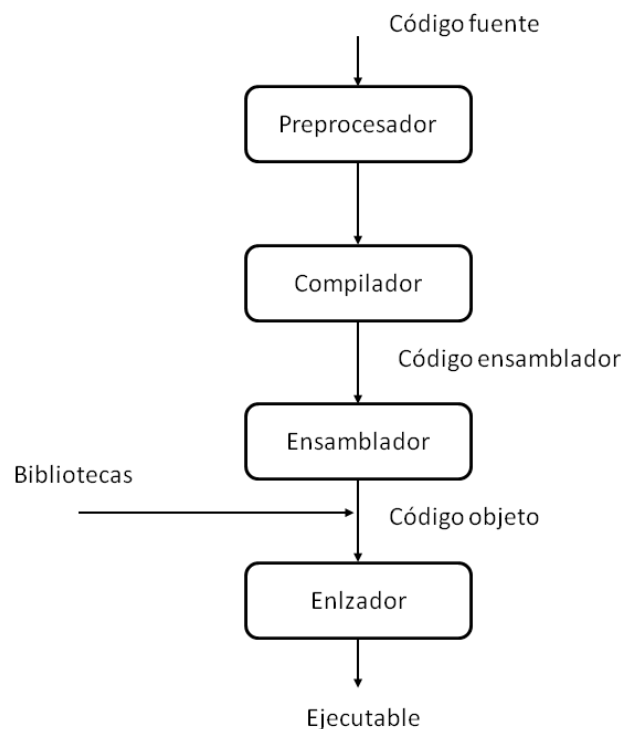 Código fuente
Preprocesador
Compilador
Código ensamblador
Ensamblador
Bibliotecas
Código objeto
Enlzador
Ejecutable